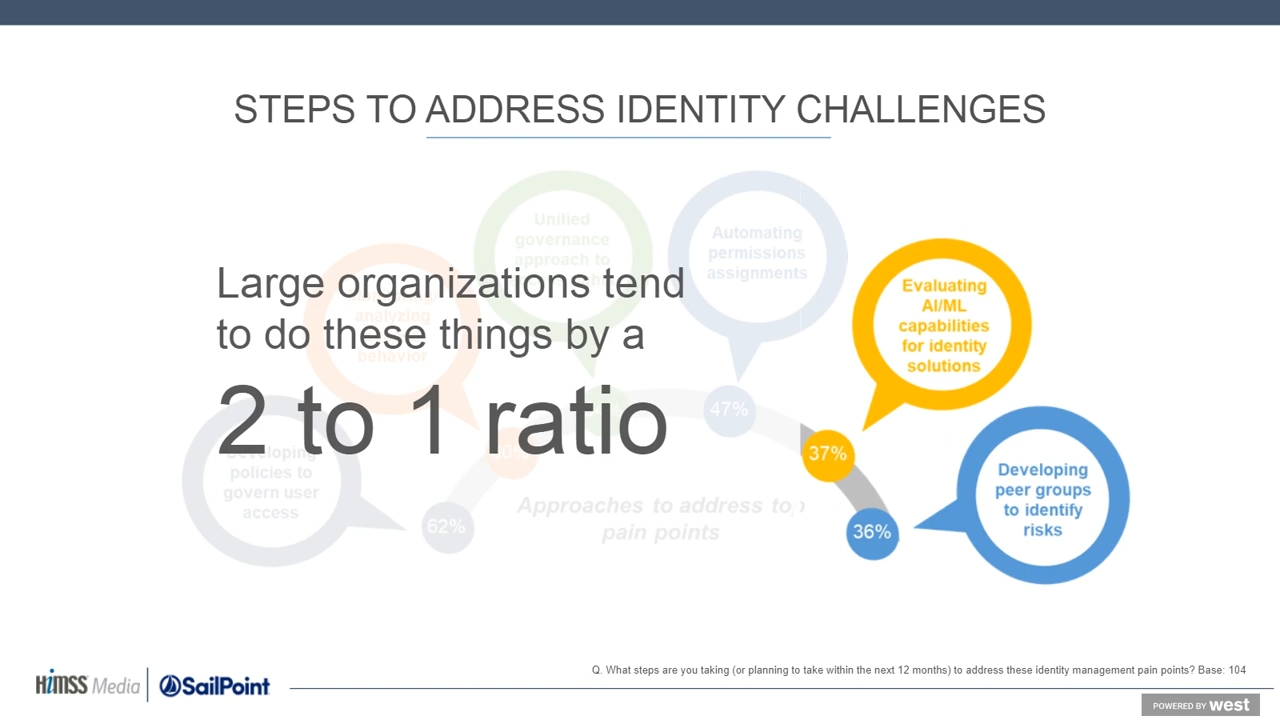 STEPS TO ADDRESS IDENTITY CHALLENGES
Large organizations tend
to do these things by a
2 to 1 ratio
Developing
policies to
govern user
access
62%
analyzing
behavior
Unified
governance
approach to
Automating
permissions
assignments
47%
Evaluating
AI/ML
capabilities
for identity
solutions
37%
Developing
peer groups
to identify
risks
36%
Approaches to address to
pain points
Q. What steps are you taking (or planning to take within the next 12 months) to address these identity management pain points? Base: 104
HiMSS Media
SailPoint
POWERED BY west